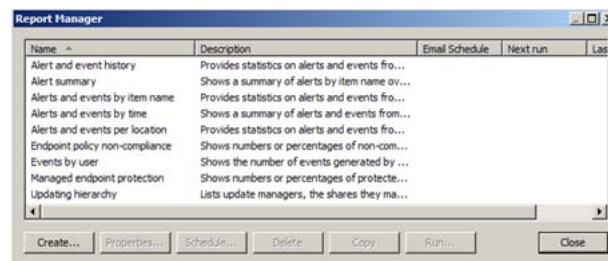 Report Manager
Name Description Email Schedule Next run Las
Alert and event history Provides statistics on alerts and events fro...
Alert summary Shows a summary of alerts by item name ov...
Alerts and events by item name Provides statistics on alerts and events fro...
Alerts and events by time Shows a summary of alerts and events from...
Alerts and events per location Provides statistics on alerts and events fro...
Endpoint policy non-compliance Shows numbers or percentages of non-com...
Events by user Shows the number of events generated by ...
Managed endpoint protection Shows numbers or percentages of protecte...
Updating hierarchy Lists update managers, the shares they ma...
Create... Properties... Schedule... Delete Copy Run... Close